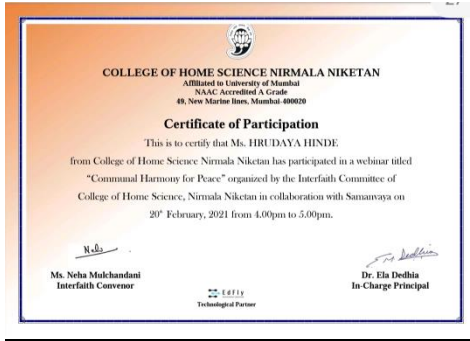 COLLEGE OF HOME SCIENCE NIRMALA NIKETAN
Affiliated to University of Mumbai
NAAC Accredited A Grade
49, New Marine lines, Mumbai-400020
Certificate of Participation
This is to certify that Ms. HRUDAYA HINDE
from College of Home Science Nirmala Niketan has participated in a webinar titled
“Communal Harmony for Peace” organized by the Interfaith Committee of
College of Home Science, Nirmala Niketan in collaboration with Samanvaya on
20th February, 2021 from 4.00pm to 5.00pm.
Neha
Ms. Neha Mulchandani
Interfaith Convenor
EdFly
Technological Partner
Dedhia
Dr. Ela Dedhia
In-Charge Principal